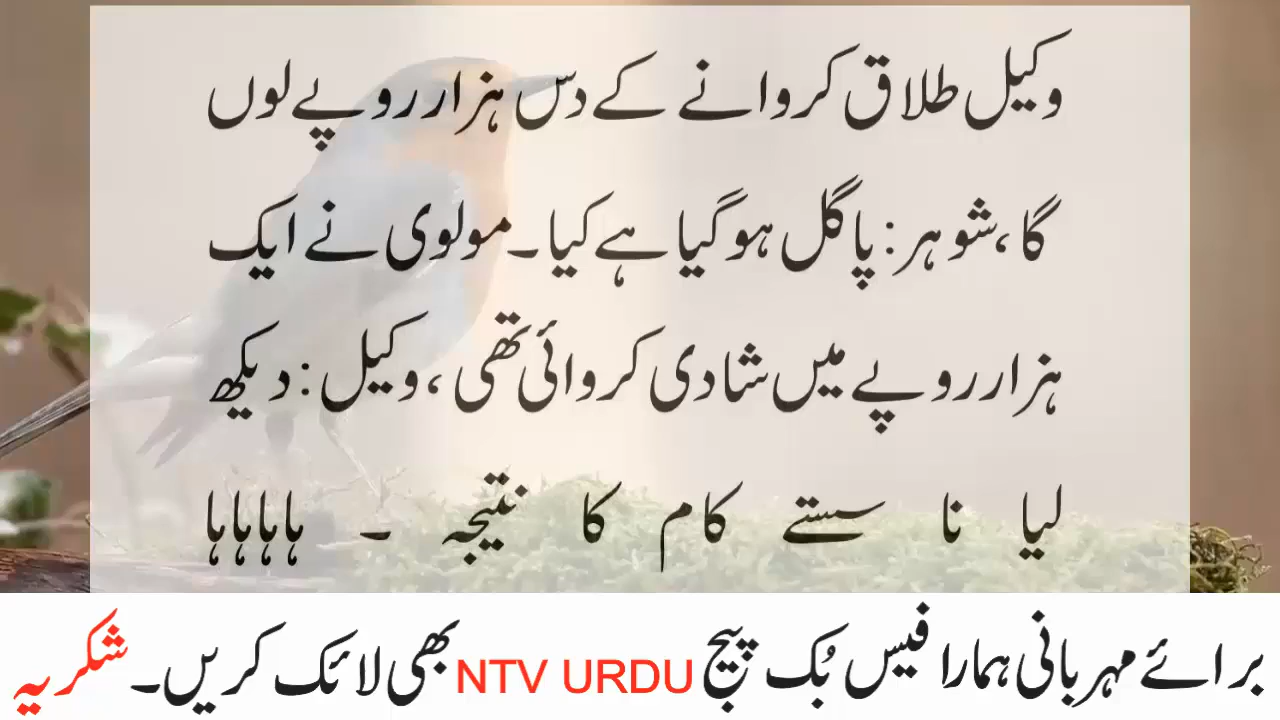 وکیل طلاق کروانے کے دس ہزار روپے لوں
گا، شوہر: پاگل ہو گیا ہے کیا۔ مولوی نے ایک
ہزار روپے میں شادی کروائی تھی، وکیل: دیکھ
لیا نا سستے کام کا نتیجہ ۔ ہاہاہاہا
برائے مہربانی ہمارا فیس بُک پیج NTV URDU بھی لائک کریں۔ شکریہ